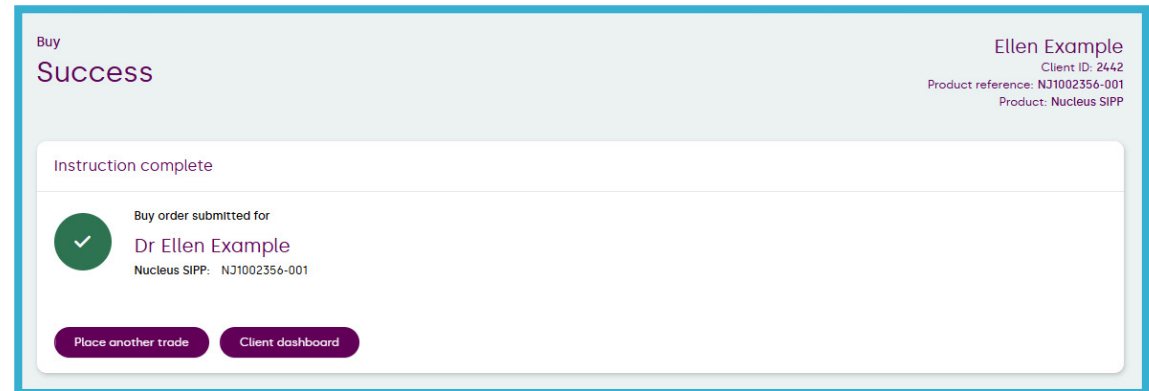 Buy
Success
Ellen Example
Client ID: 2442
Product reference: NJ1002356-001
Product: Nucleus SIPP
Instruction complete
Buy order submitted for
Dr Ellen Example
Nucleus SIPP: NJ1002356-001
Place another trade
Client dashboard